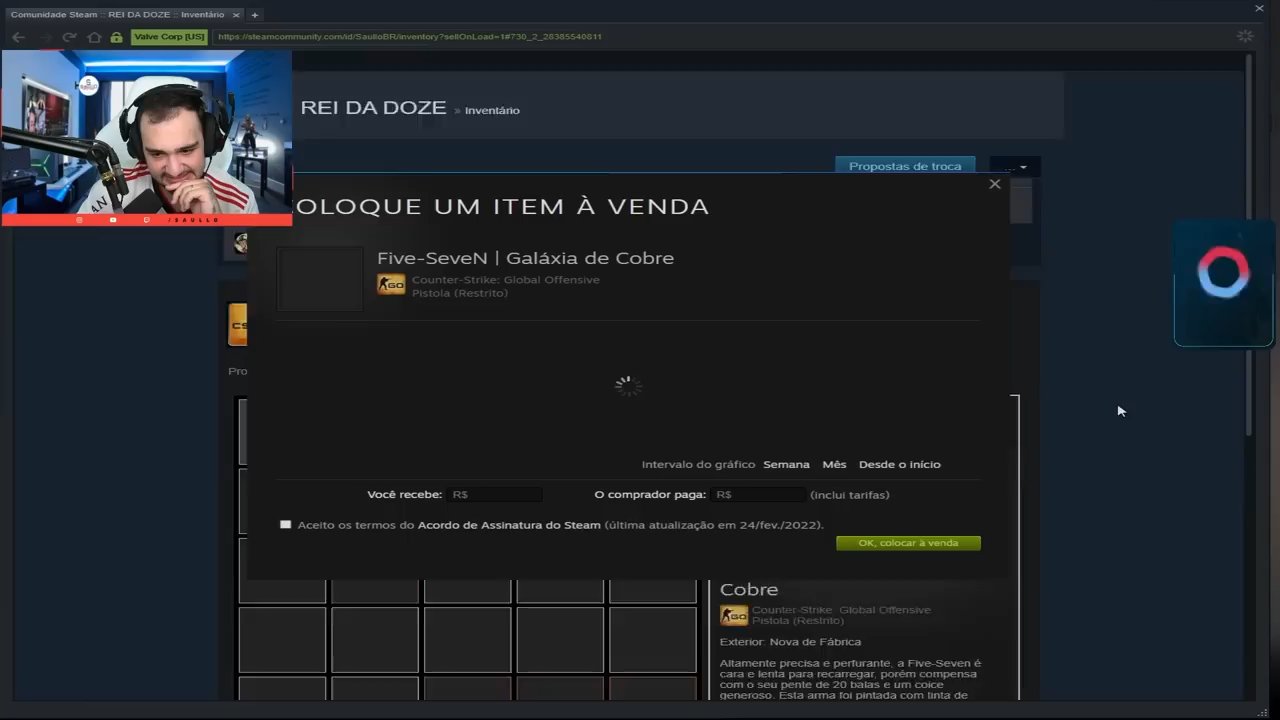 Comunidade Steam :: REI DA DOZE :: Inventário
Valve Corp [US]
https://steamcommunity.com/id/SaulloBR/inventory?sellOnLoad=1#730_2_28385540811
REI DA DOZE » Inventário
Propostas de troca
...
OLOQUE UM ITEM À VENDA
Five-SeveN | Galáxia de Cobre
GO
Counter-Strike: Global Offensive
Pistola (Restrito)
CS
Pro
Intervalo do gráfico Semana Mês Desde o início
Você recebe: R$ O comprador paga: R$ (inclui tarifas)
Aceito os termos do Acordo de Assinatura do Steam (última atualização em 24/fev./2022).
OK, colocar à venda
/SAULLO
Cobre
GO
Counter-Strike: Global Offensive
Pistola (Restrito)
Exterior: Nova de Fábrica
Altamente precisa e perfurante, a Five-Seven é
cara e lenta para recarregar, porém compensa
com o seu pente de 20 balas e um coice
generoso. Esta arma foi pintada com tinta de